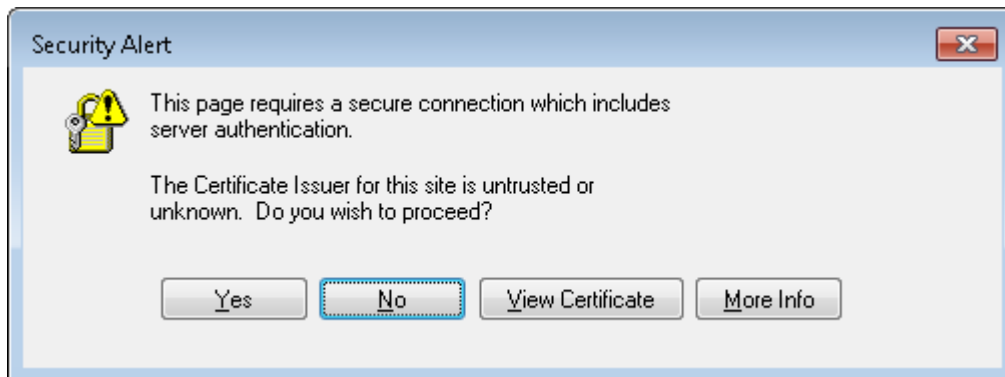 Security Alert
This page requires a secure connection which includes
server authentication.
The Certificate Issuer for this site is untrusted or
unknown.  Do you wish to proceed?
Yes No View Certificate More Info